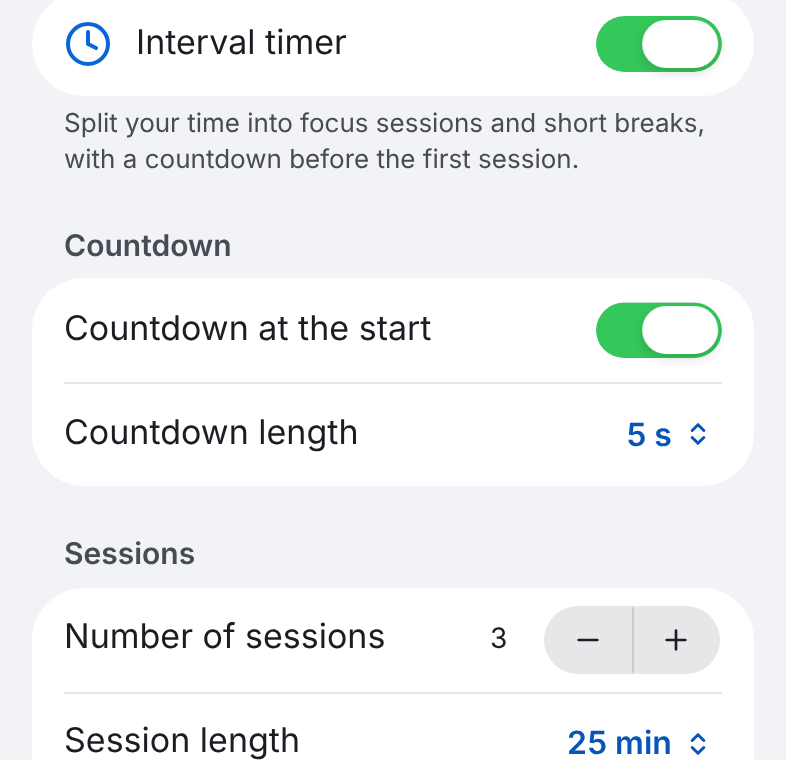 Interval timer
Split your time into focus sessions and short breaks,
with a countdown before the first session.
Countdown
Countdown at the start
Countdown length 5 s
Sessions
Number of sessions 3 − +
Session length 25 min